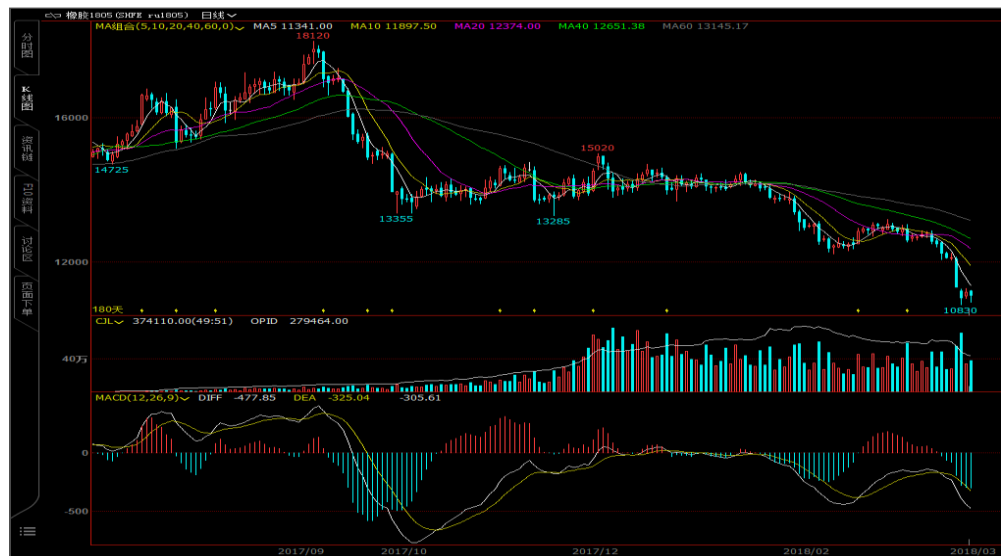 橡胶1805(SHFE ru1805) 日线
MA组合(5,10,20,40,60,0) MA5 11341.00 MA10 11897.50 MA20 12374.00 MA40 12651.38 MA60 13145.17
分时图
K线图
资讯链
F10资料
讨论区
页面下单
18120
16000
15020
14725
13355
13285
12000
180天
10830
CJL 374110.00(49:51) OPID 279464.00
40万
MACD(12,26,9) DIFF -477.85 DEA -325.04 -305.61
0
-500
2017/09 2017/10 2017/12 2018/02 2018/03